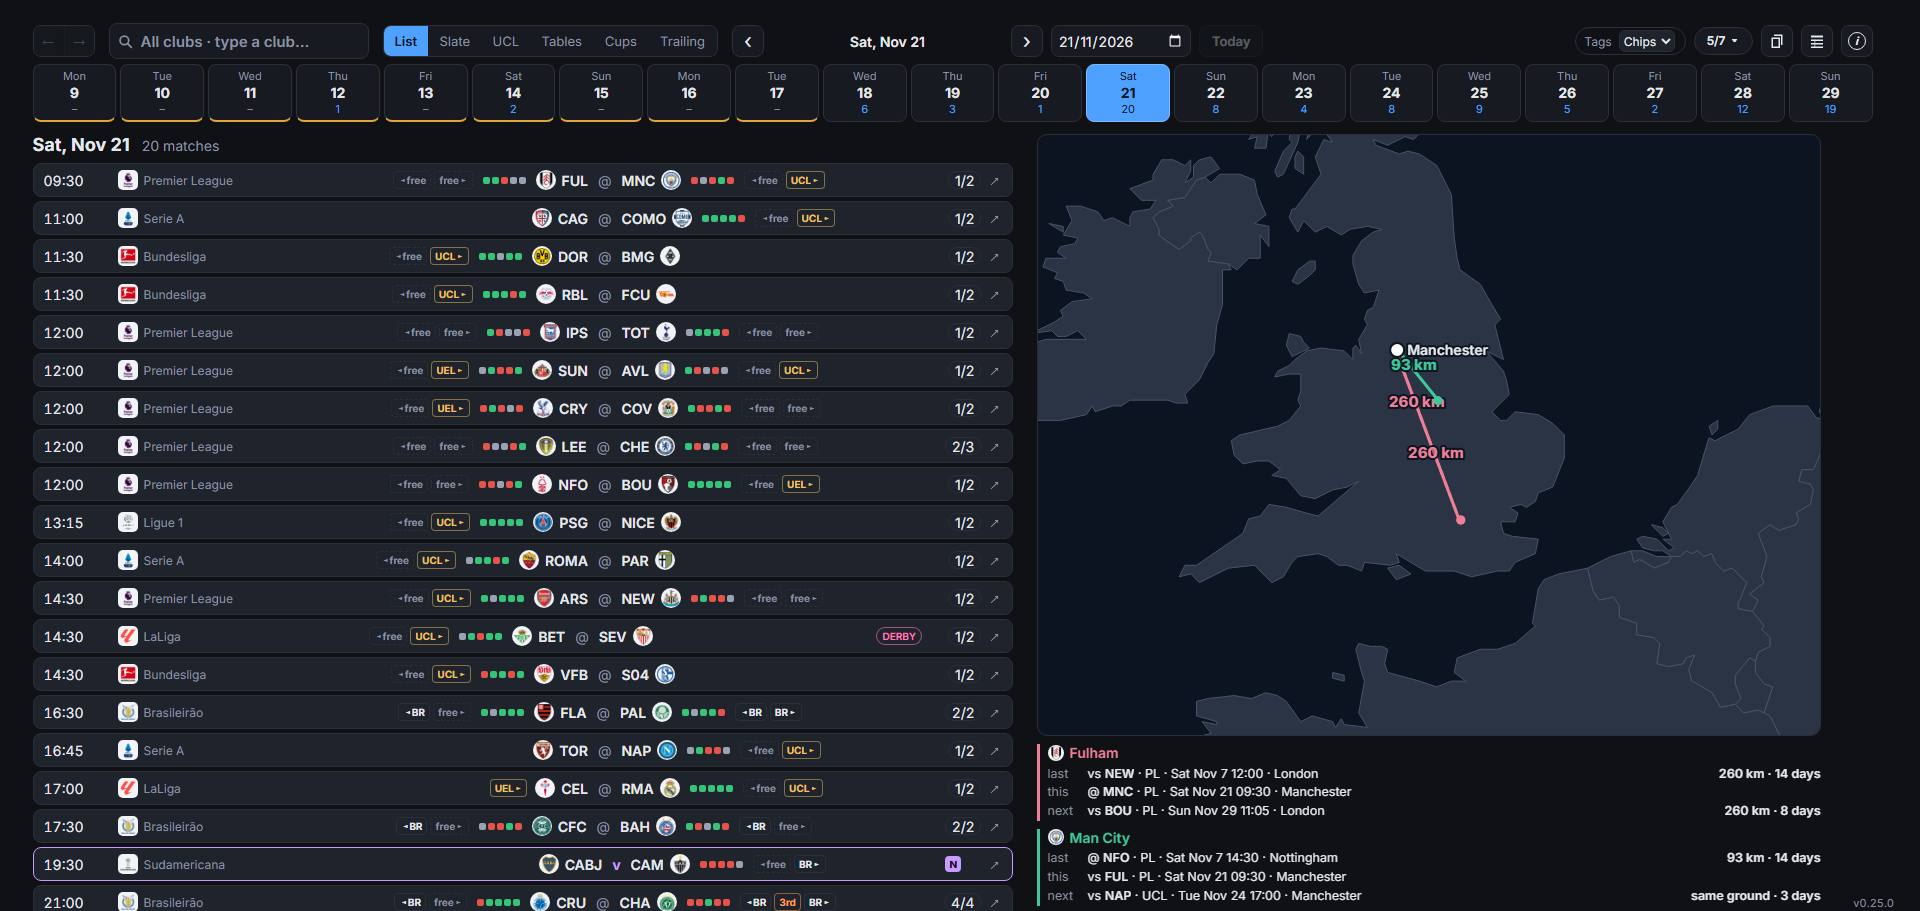 ← → All clubs · type a club... List Slate UCL Tables Cups Trailing ‹ Sat, Nov 21 › 21/11/2026 Today Tags Chips 5/7
Mon Tue Wed Thu Fri Sat Sun Mon Tue Wed Thu Fri Sat Sun Mon Tue Wed Thu Fri Sat Sun
9 10 11 12 13 14 15 16 17 18 19 20 21 22 23 24 25 26 27 28 29
– – – 1 – 2 – – – 6 3 1 20 8 4 8 9 5 2 12 19
Sat, Nov 21 20 matches
09:30 Premier League free free FUL @ MNC free UCL 1/2
11:00 Serie A CAG @ COMO free UCL 1/2
11:30 Bundesliga free UCL DOR @ BMG 1/2
11:30 Bundesliga free UCL RBL @ FCU 1/2
12:00 Premier League free free IPS @ TOT free free 1/2
12:00 Premier League free UEL SUN @ AVL free UCL 1/2
12:00 Premier League free UEL CRY @ COV free free 1/2
12:00 Premier League free free LEE @ CHE free free 2/3
12:00 Premier League free free NFO @ BOU free UEL 1/2
13:15 Ligue 1 free UCL PSG @ NICE 1/2
14:00 Serie A free UCL ROMA @ PAR 1/2
14:30 Premier League free UCL ARS @ NEW free free 1/2
14:30 LaLiga free UCL BET @ SEV DERBY 1/2
14:30 Bundesliga free UCL VFB @ S04 1/2
16:30 Brasileirão BR free FLA @ PAL BR BR 2/2
16:45 Serie A TOR @ NAP free UCL 1/2
17:00 LaLiga UEL CEL @ RMA free UCL 1/2
17:30 Brasileirão BR free CFC @ BAH BR free 2/2
19:30 Sudamericana CABJ v CAM free BR N
21:00 Brasileirão BR free CRU @ CHA BR 3rd BR 4/4
Manchester
93 km
260 km
260 km
Fulham
last vs NEW · PL · Sat Nov 7 12:00 · London 260 km · 14 days
this @ MNC · PL · Sat Nov 21 09:30 · Manchester
next vs BOU · PL · Sun Nov 29 11:05 · London 260 km · 8 days
Man City
last @ NFO · PL · Sat Nov 7 14:30 · Nottingham 93 km · 14 days
this vs FUL · PL · Sat Nov 21 09:30 · Manchester
next vs NAP · UCL · Tue Nov 24 17:00 · Manchester same ground · 3 days
v0.25.0